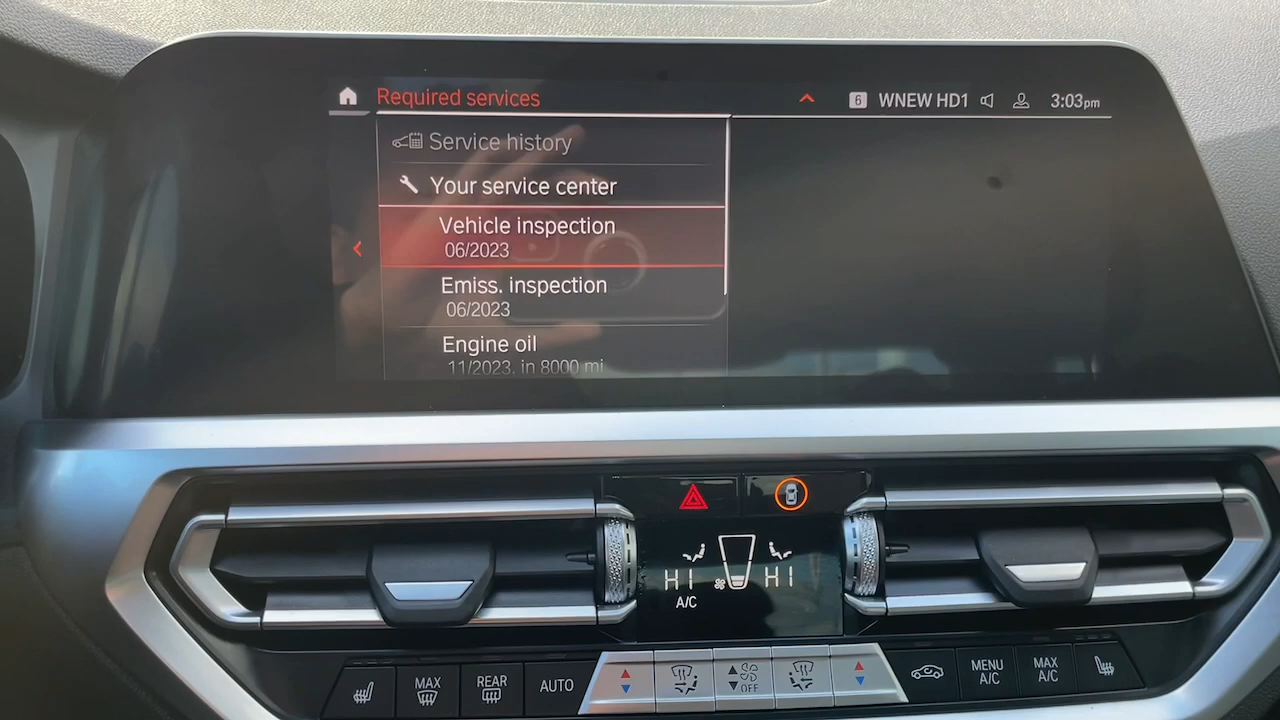 Required services
6 WNEW HD1 3:03pm
Service history
Your service center
Vehicle inspection
06/2023
Emiss. inspection
06/2023
Engine oil
11/2023, in 8000 mi
HI HI
A/C
MAX
REAR
AUTO
OFF
MENU
A/C
MAX
A/C